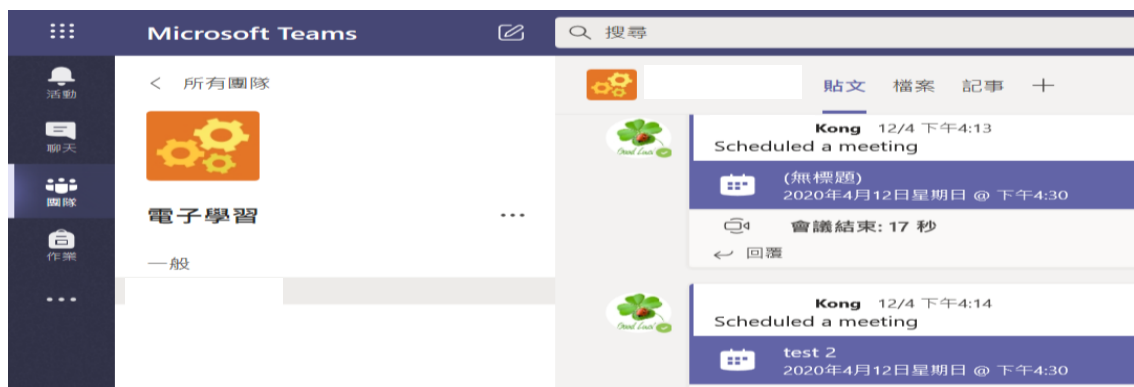 Microsoft Teams
搜尋
活動
聊天
團隊
作業
所有團隊
電子學習
一般
貼文 檔案 記事
Kong 12/4 下午4:13
Scheduled a meeting
(無標題)
2020年4月12日星期日 @ 下午4:30
會議結束: 17 秒
回覆
Kong 12/4 下午4:14
Scheduled a meeting
test 2
2020年4月12日星期日 @ 下午4:30
Good Luck
Good Luck